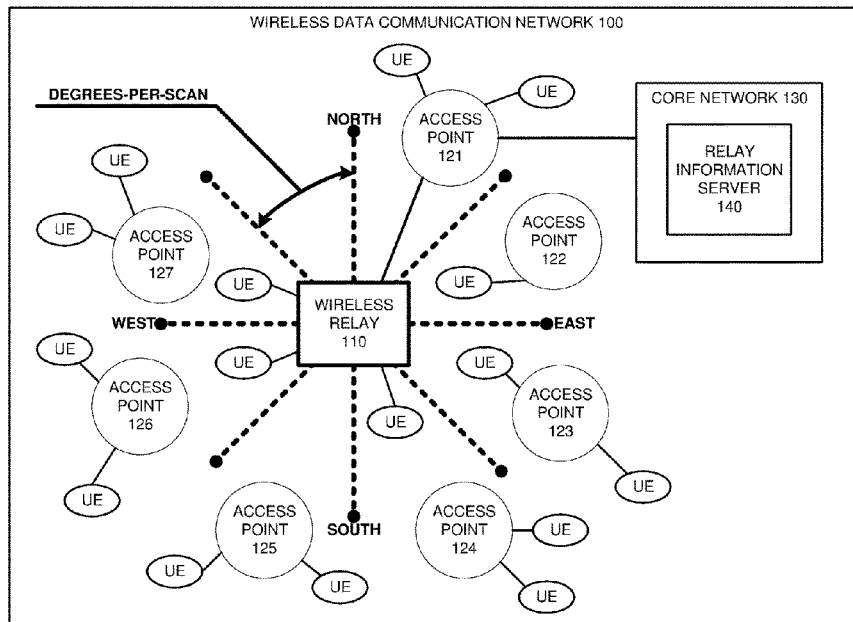 WIRELESS DATA COMMUNICATION NETWORK 100
UE
DEGREES-PER-SCAN
UE
NORTH
ACCESS
POINT
121
CORE NETWORK 130
RELAY
INFORMATION
SERVER
140
UE
UE
ACCESS
POINT
127
ACCESS
POINT
122
UE
UE
WIRELESS
RELAY
110
WEST
EAST
UE
UE
UE
ACCESS
POINT
126
ACCESS
POINT
123
UE
UE
UE
ACCESS
POINT
125
SOUTH
ACCESS
POINT
124
UE
UE
UE
UE